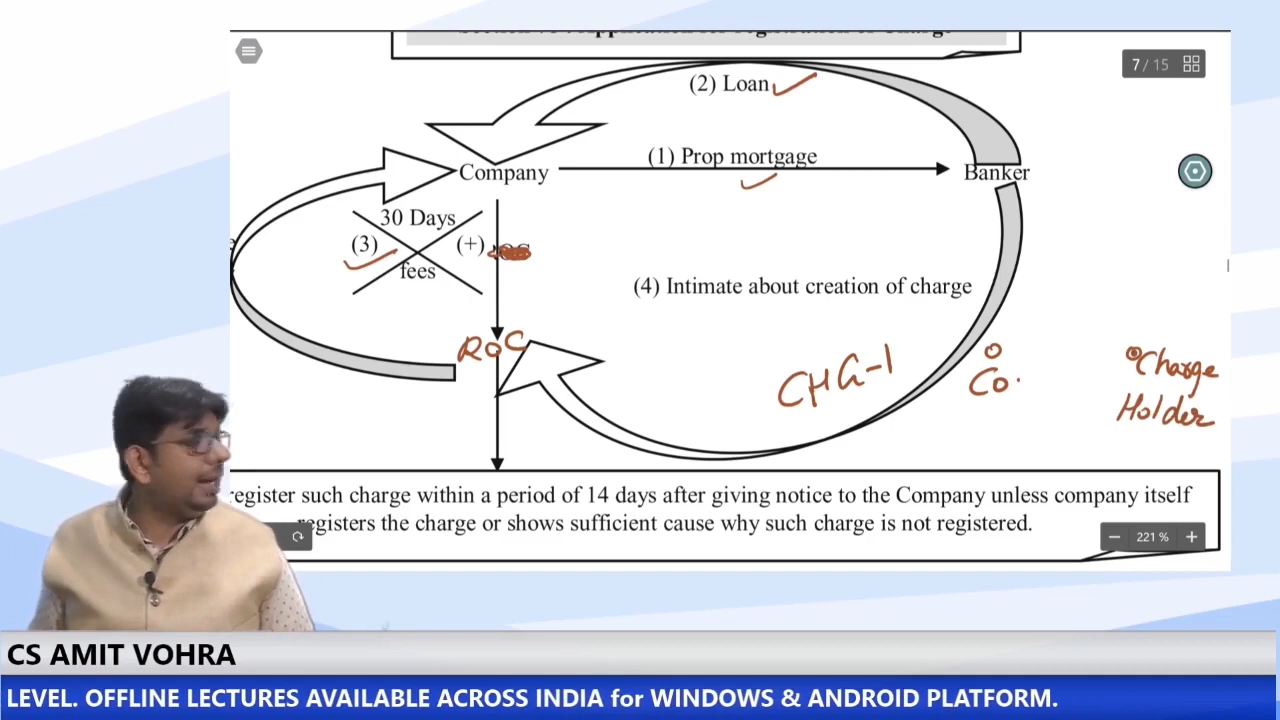 7 / 15
(2) Loan
(1) Prop mortgage
Company
Banker
30 Days
(3)
(+)
fees
(4) Intimate about creation of charge
ROC
CHG-1
Co.
Charge
Holder
register such charge within a period of 14 days after giving notice to the Company unless company itself
registers the charge or shows sufficient cause why such charge is not registered.
221 %
CS AMIT VOHRA
LEVEL. OFFLINE LECTURES AVAILABLE ACROSS INDIA for WINDOWS & ANDROID PLATFORM.